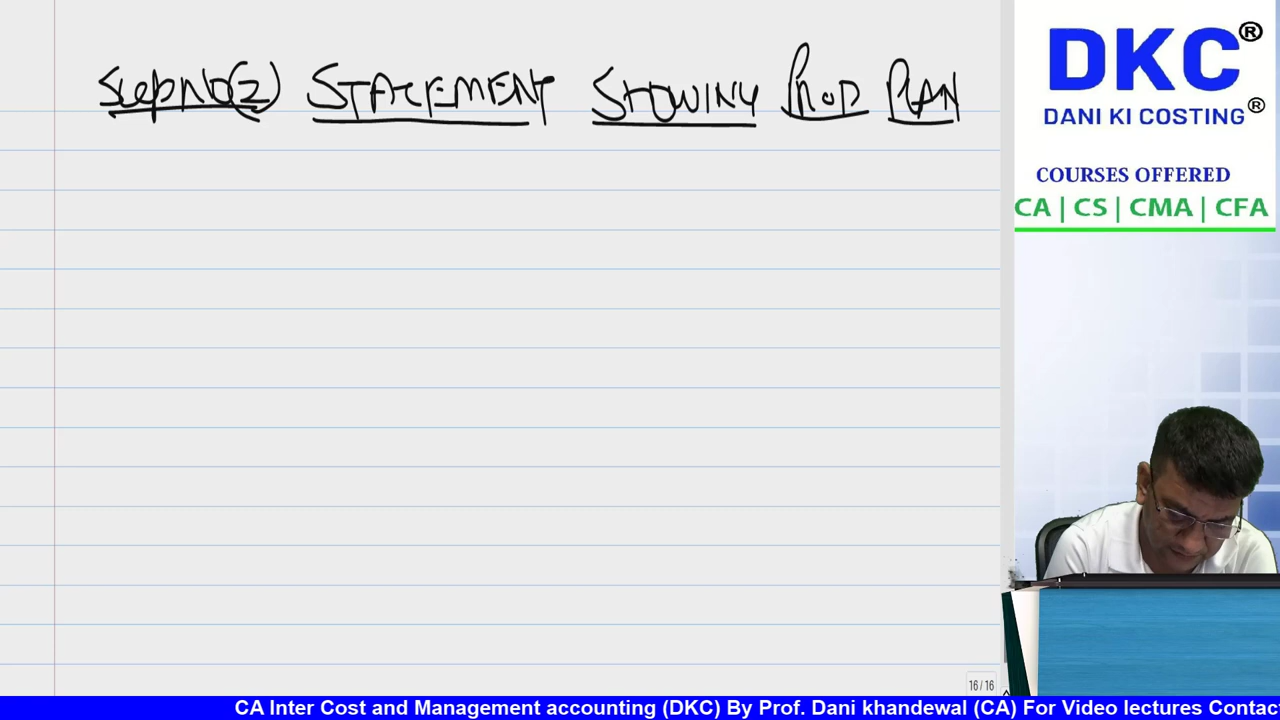 Step No (2) STATEMENT SHOWING Prod PLAN
DKC®
DANI KI COSTING®
COURSES OFFERED
CA | CS | CMA | CFA
16 / 16
CA Inter Cost and Management accounting (DKC) By Prof. Dani khandewal (CA) For Video lectures Contac